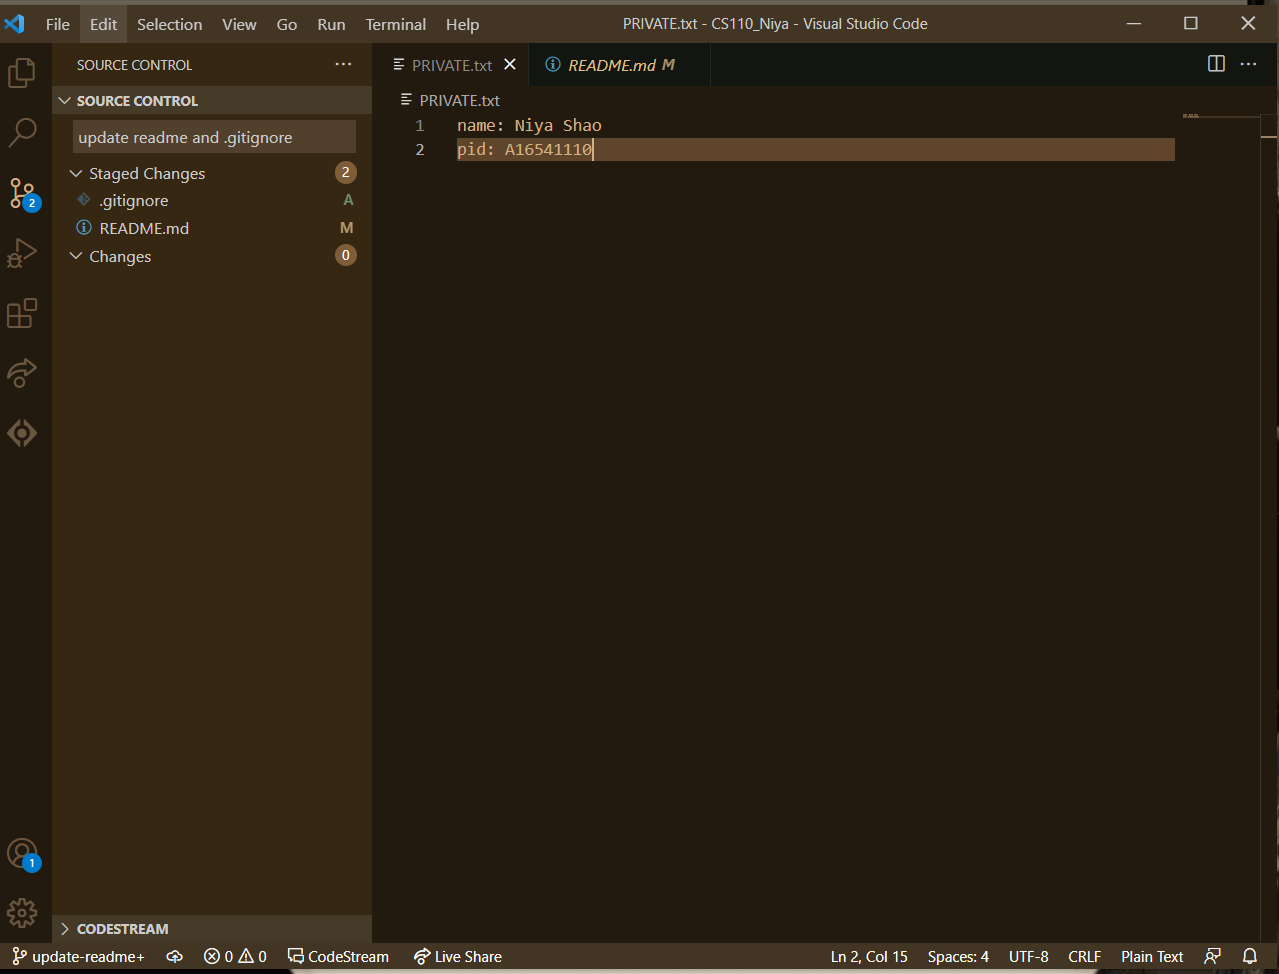 File Edit Selection View Go Run Terminal Help PRIVATE.txt - CS110_Niya - Visual Studio Code
SOURCE CONTROL ···
PRIVATE.txt
README.md M
SOURCE CONTROL
PRIVATE.txt
update readme and .gitignore
Staged Changes 2
.gitignore A
README.md M
Changes 0
2
1 name: Niya Shao
2 pid: A16541110
1
CODESTREAM
update-readme+ 0 0 CodeStream Live Share Ln 2, Col 15 Spaces: 4 UTF-8 CRLF Plain Text